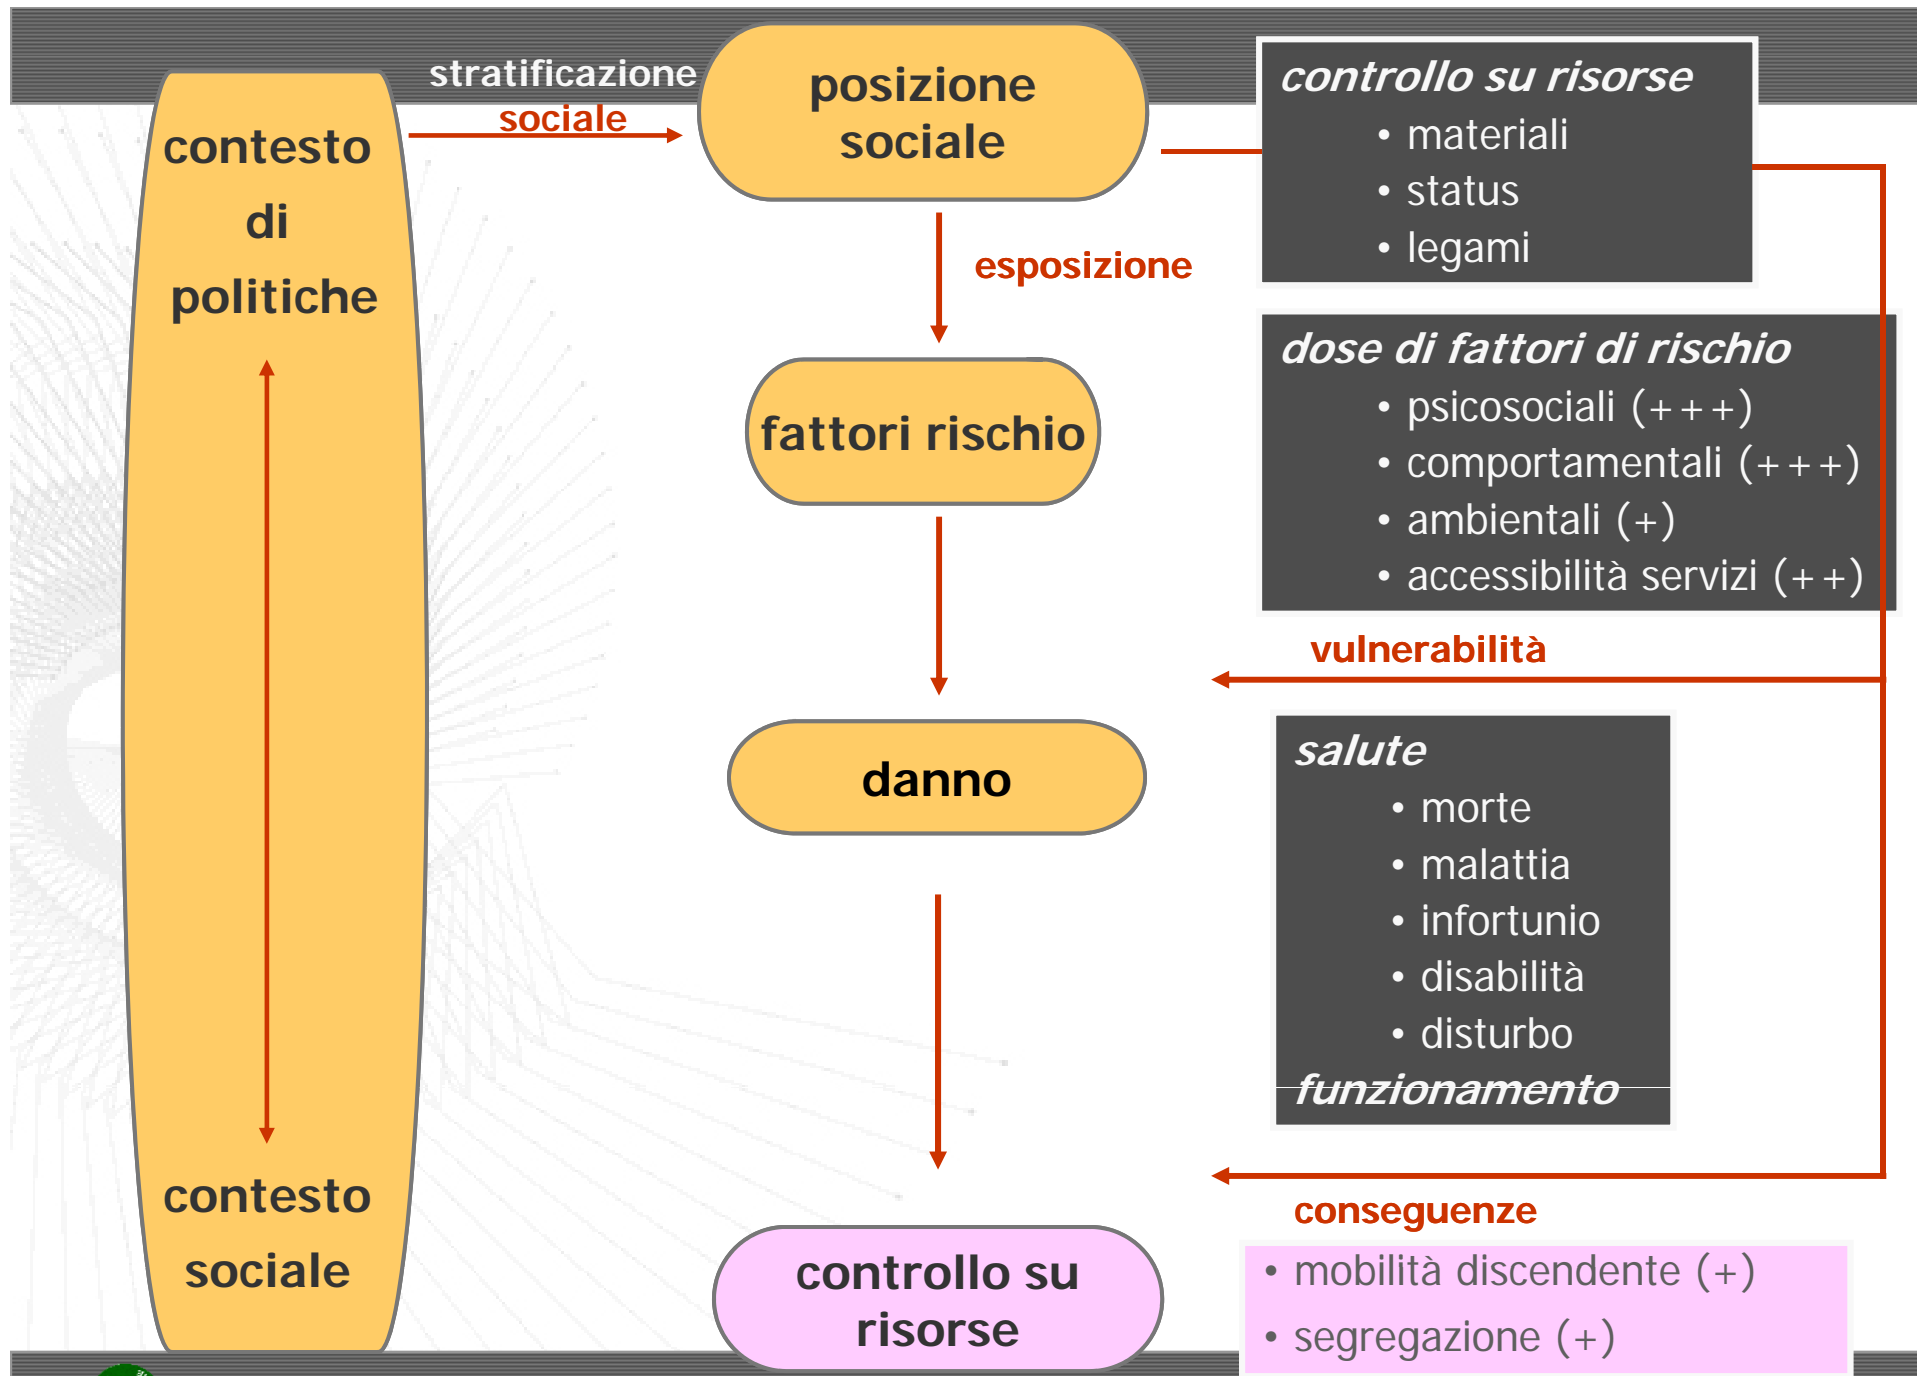 stratificazione
sociale
contesto
di
politiche
contesto
sociale
posizione
sociale
esposizione
fattori rischio
danno
controllo su
risorse
controllo su risorse
• materiali
• status
• legami
dose di fattori di rischio
• psicosociali (+++)
• comportamentali (+++)
• ambientali (+)
• accessibilità servizi (++)
vulnerabilità
salute
• morte
• malattia
• infortunio
• disabilità
• disturbo
funzionamento
conseguenze
• mobilità discendente (+)
• segregazione (+)